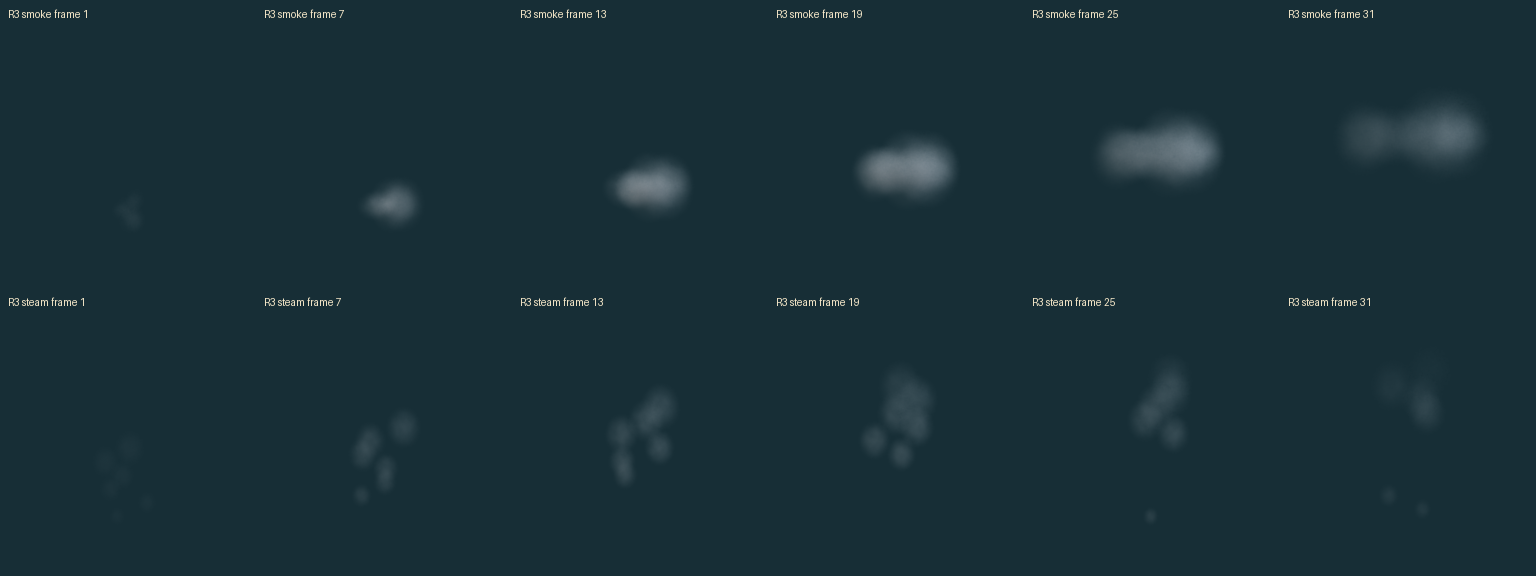 R3 smoke frame 1
R3 smoke frame 7
R3 smoke frame 13
R3 smoke frame 19
R3 smoke frame 25
R3 smoke frame 31
R3 steam frame 1
R3 steam frame 7
R3 steam frame 13
R3 steam frame 19
R3 steam frame 25
R3 steam frame 31